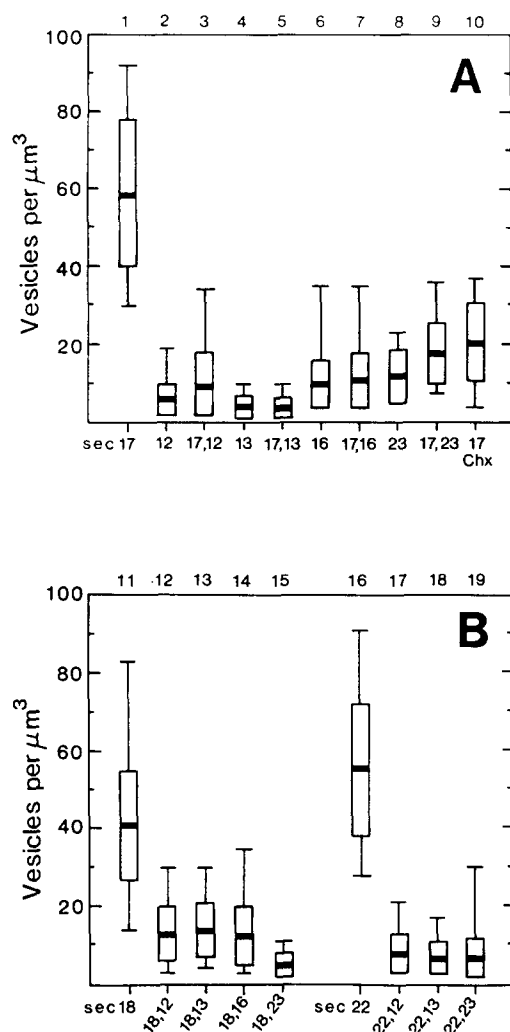 1 2 3 4 5 6 7 8 9 10
100
A
80
60
40
20
Vesicles per μm³
sec 17 12 17,12 13 17,13 16 17,16 23 17,23 17
Chx
11 12 13 14 15 16 17 18 19
100
B
80
60
40
20
Vesicles per μm³
sec 18 18,12 18,13 18,16 18,23 sec 22 22,12 22,13 22,23